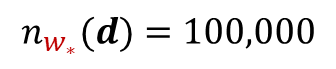 n_{w_*}(d) = 100,000